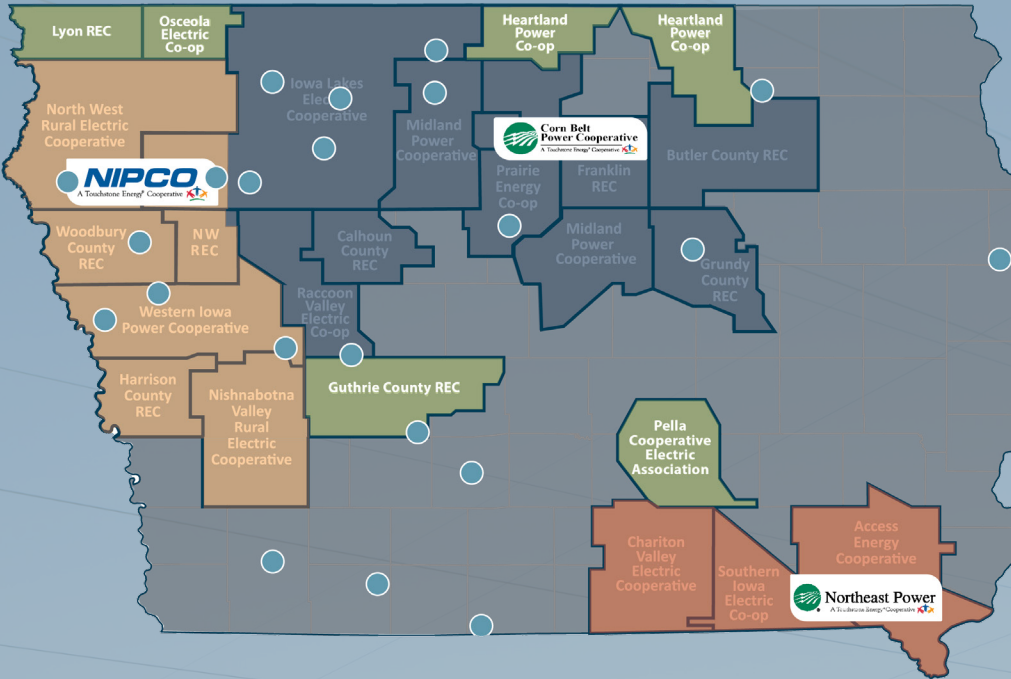 Lyon REC
Osceola
Electric
Co-op
Heartland
Power
Co-op
Heartland
Power
Co-op
North West
Rural Electric
Cooperative
Iowa Lakes
Electric
Cooperative
Midland
Power
Cooperative
Corn Belt
Power Cooperative
A Touchstone Energy® Cooperative
Prairie
Energy
Co-op
Franklin
REC
Butler County REC
NIPCO
A Touchstone Energy® Cooperative
Woodbury
County
REC
NW
REC
Calhoun
County
REC
Midland
Power
Cooperative
Grundy
County
REC
Raccoon
Valley
Electric
Co-op
Western Iowa
Power Cooperative
Harrison
County
REC
Nishnabotna
Valley
Rural
Electric
Cooperative
Guthrie County REC
Pella
Cooperative
Electric
Association
Chariton
Valley
Electric
Cooperative
Southern
Iowa
Electric
Co-op
Access
Energy
Cooperative
Northeast Power
A Touchstone Energy® Cooperative